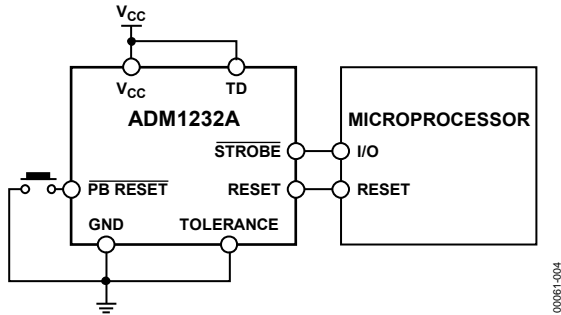 VCC
VCC
TD
ADM1232A
MICROPROCESSOR
STROBE
I/O
PB RESET
RESET
RESET
GND
TOLERANCE
00061-004